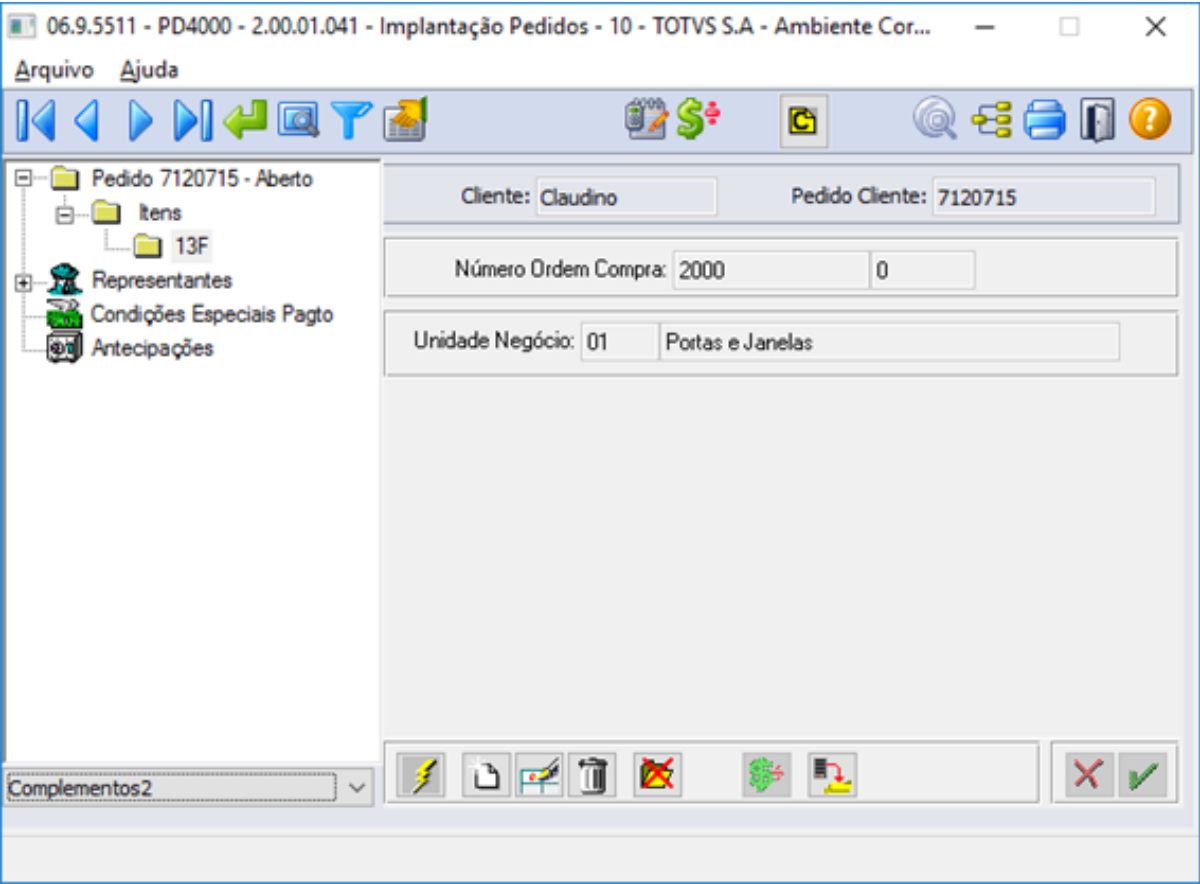 06.9.5511 - PD4000 - 2.00.01.041 - Implantação Pedidos - 10 - TOTVS S.A - Ambiente Cor...
Arquivo Ajuda
Pedido 7120715 - Aberto
Itens
13F
Representantes
Condições Especiais Pagto
Antecipações
Cliente: Claudino Pedido Cliente: 7120715
Número Ordem Compra: 2000 0
Unidade Negócio: 01 Portas e Janelas
Complementos2